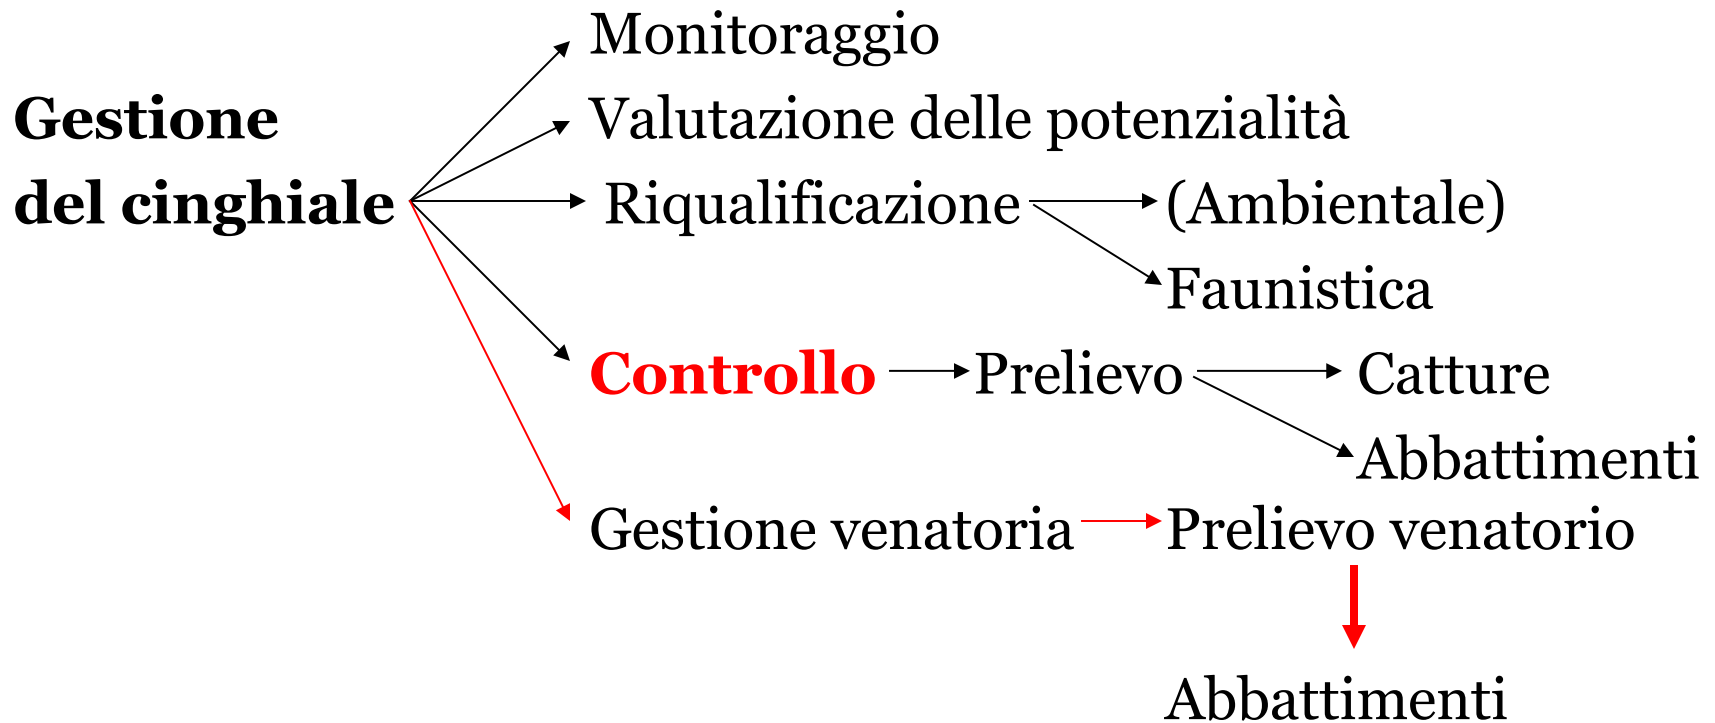 Monitoraggio
Gestione
Valutazione delle potenzialità
del cinghiale
Riqualificazione
(Ambientale)
Faunistica
Controllo
Prelievo
Catture
Abbattimenti
Gestione venatoria
Prelievo venatorio
Abbattimenti